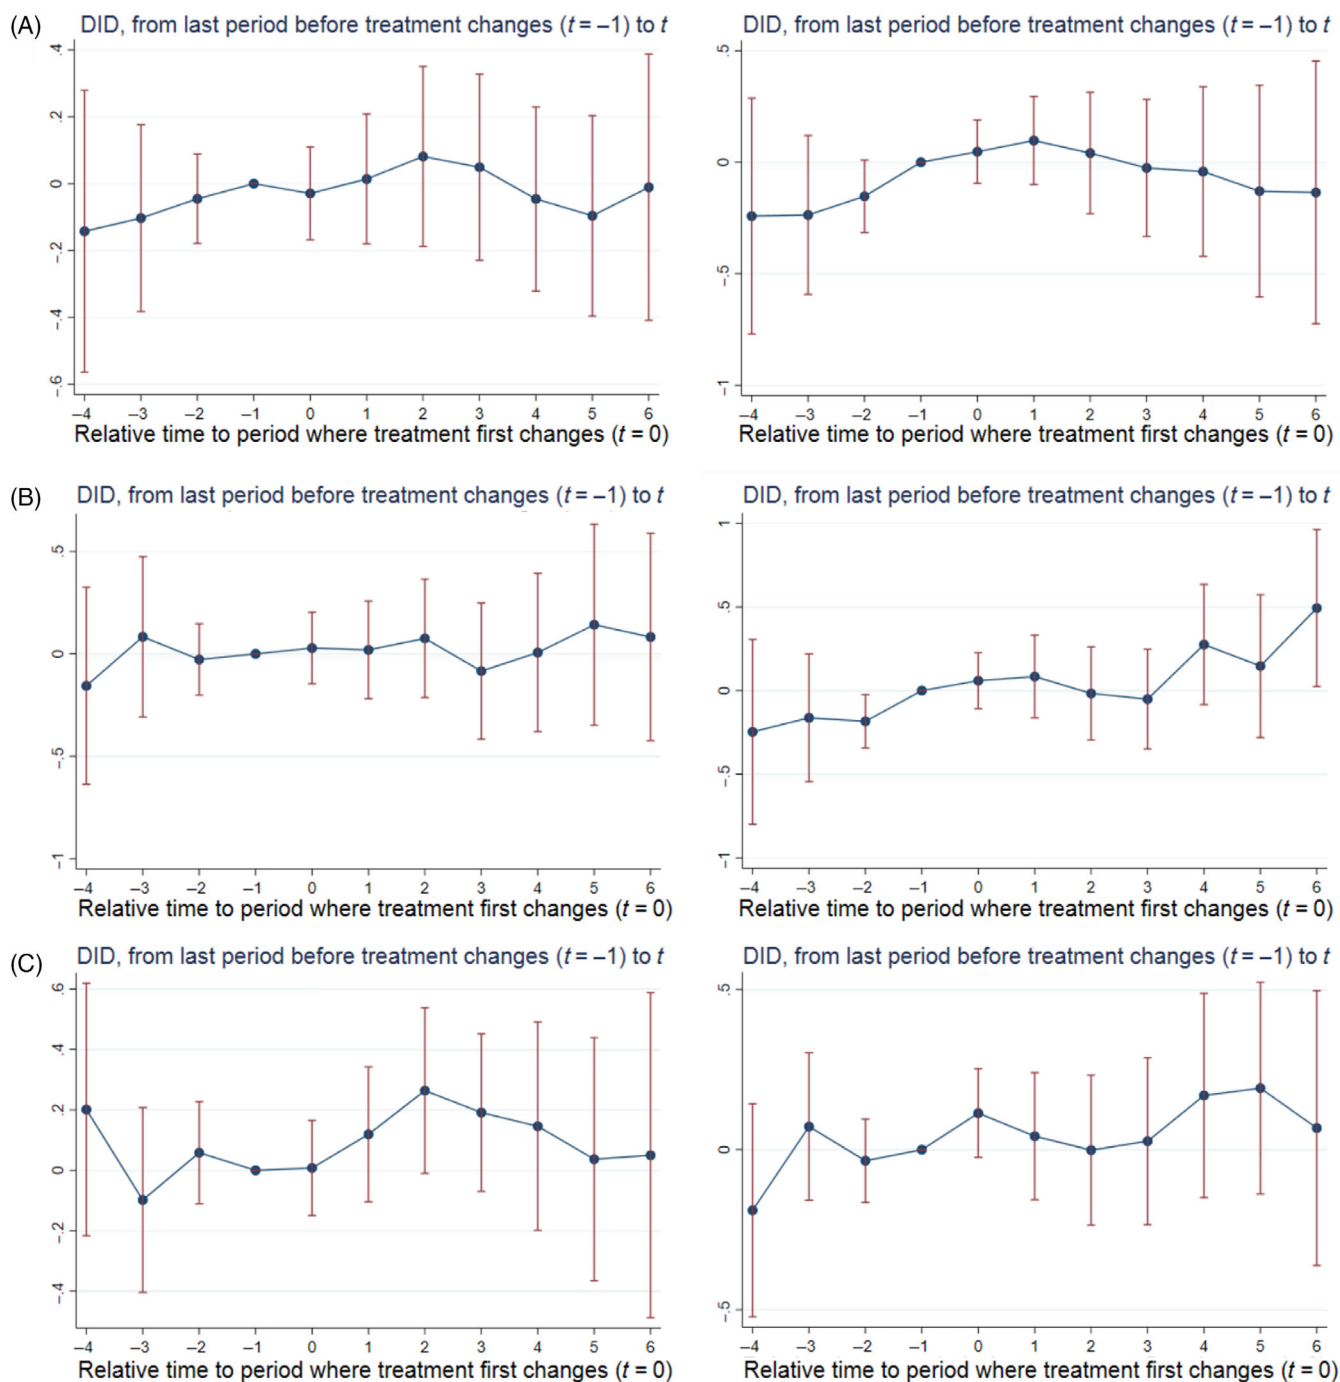 (A)
DID, from last period before treatment changes (t = –1) to t
.4
.2
0
–.2
–.4
–.6
–4 –3 –2 –1 0 1 2 3 4 5 6
Relative time to period where treatment first changes (t = 0)
DID, from last period before treatment changes (t = –1) to t
.5
0
–.5
–1
–4 –3 –2 –1 0 1 2 3 4 5 6
Relative time to period where treatment first changes (t = 0)
(B)
DID, from last period before treatment changes (t = –1) to t
.5
0
–.5
–1
–4 –3 –2 –1 0 1 2 3 4 5 6
Relative time to period where treatment first changes (t = 0)
DID, from last period before treatment changes (t = –1) to t
1
.5
0
–.5
–1
–4 –3 –2 –1 0 1 2 3 4 5 6
Relative time to period where treatment first changes (t = 0)
(C)
DID, from last period before treatment changes (t = –1) to t
.6
.4
.2
0
–.2
–.4
–4 –3 –2 –1 0 1 2 3 4 5 6
Relative time to period where treatment first changes (t = 0)
DID, from last period before treatment changes (t = –1) to t
.5
0
–.5
–4 –3 –2 –1 0 1 2 3 4 5 6
Relative time to period where treatment first changes (t = 0)